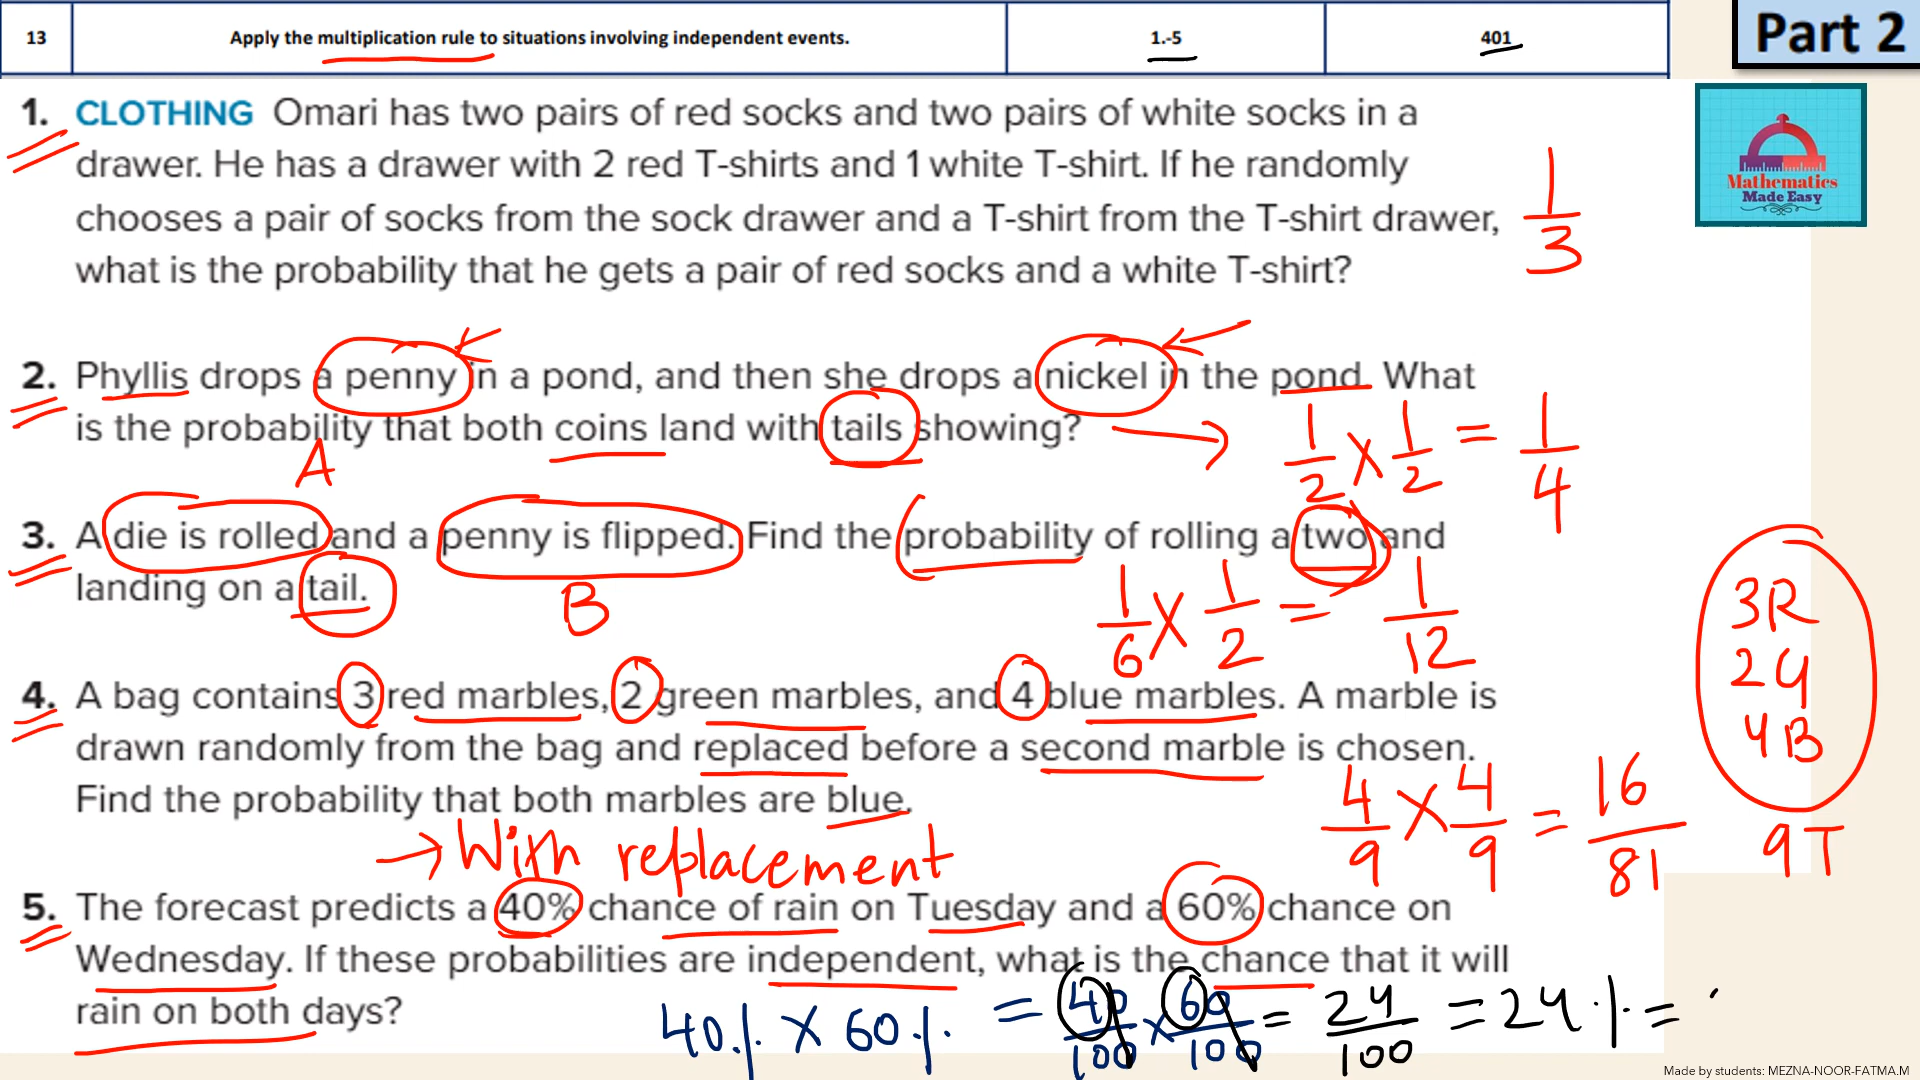 13 Apply the multiplication rule to situations involving independent events. 1.-5 401
Part 2
Mathematics
Made Easy
1. CLOTHING Omari has two pairs of red socks and two pairs of white socks in a
drawer. He has a drawer with 2 red T-shirts and 1 white T-shirt. If he randomly
chooses a pair of socks from the sock drawer and a T-shirt from the T-shirt drawer,
what is the probability that he gets a pair of red socks and a white T-shirt?
1/3
2. Phyllis drops a penny in a pond, and then she drops a nickel in the pond. What
is the probability that both coins land with tails showing?
→ 1/2 × 1/2 = 1/4
A
3. A die is rolled and a penny is flipped. Find the probability of rolling a two and
landing on a tail.
B
1/6 × 1/2 = 1/12
3R
2G
4B
9T
4. A bag contains 3 red marbles, 2 green marbles, and 4 blue marbles. A marble is
drawn randomly from the bag and replaced before a second marble is chosen.
Find the probability that both marbles are blue.
4/9 × 4/9 = 16/81
→ With replacement
5. The forecast predicts a 40% chance of rain on Tuesday and a 60% chance on
Wednesday. If these probabilities are independent, what is the chance that it will
rain on both days?
40% × 60% = 40/100 × 60/100 = 24/100 = 24% =
Made by students: MEZNA-NOOR-FATMA.M